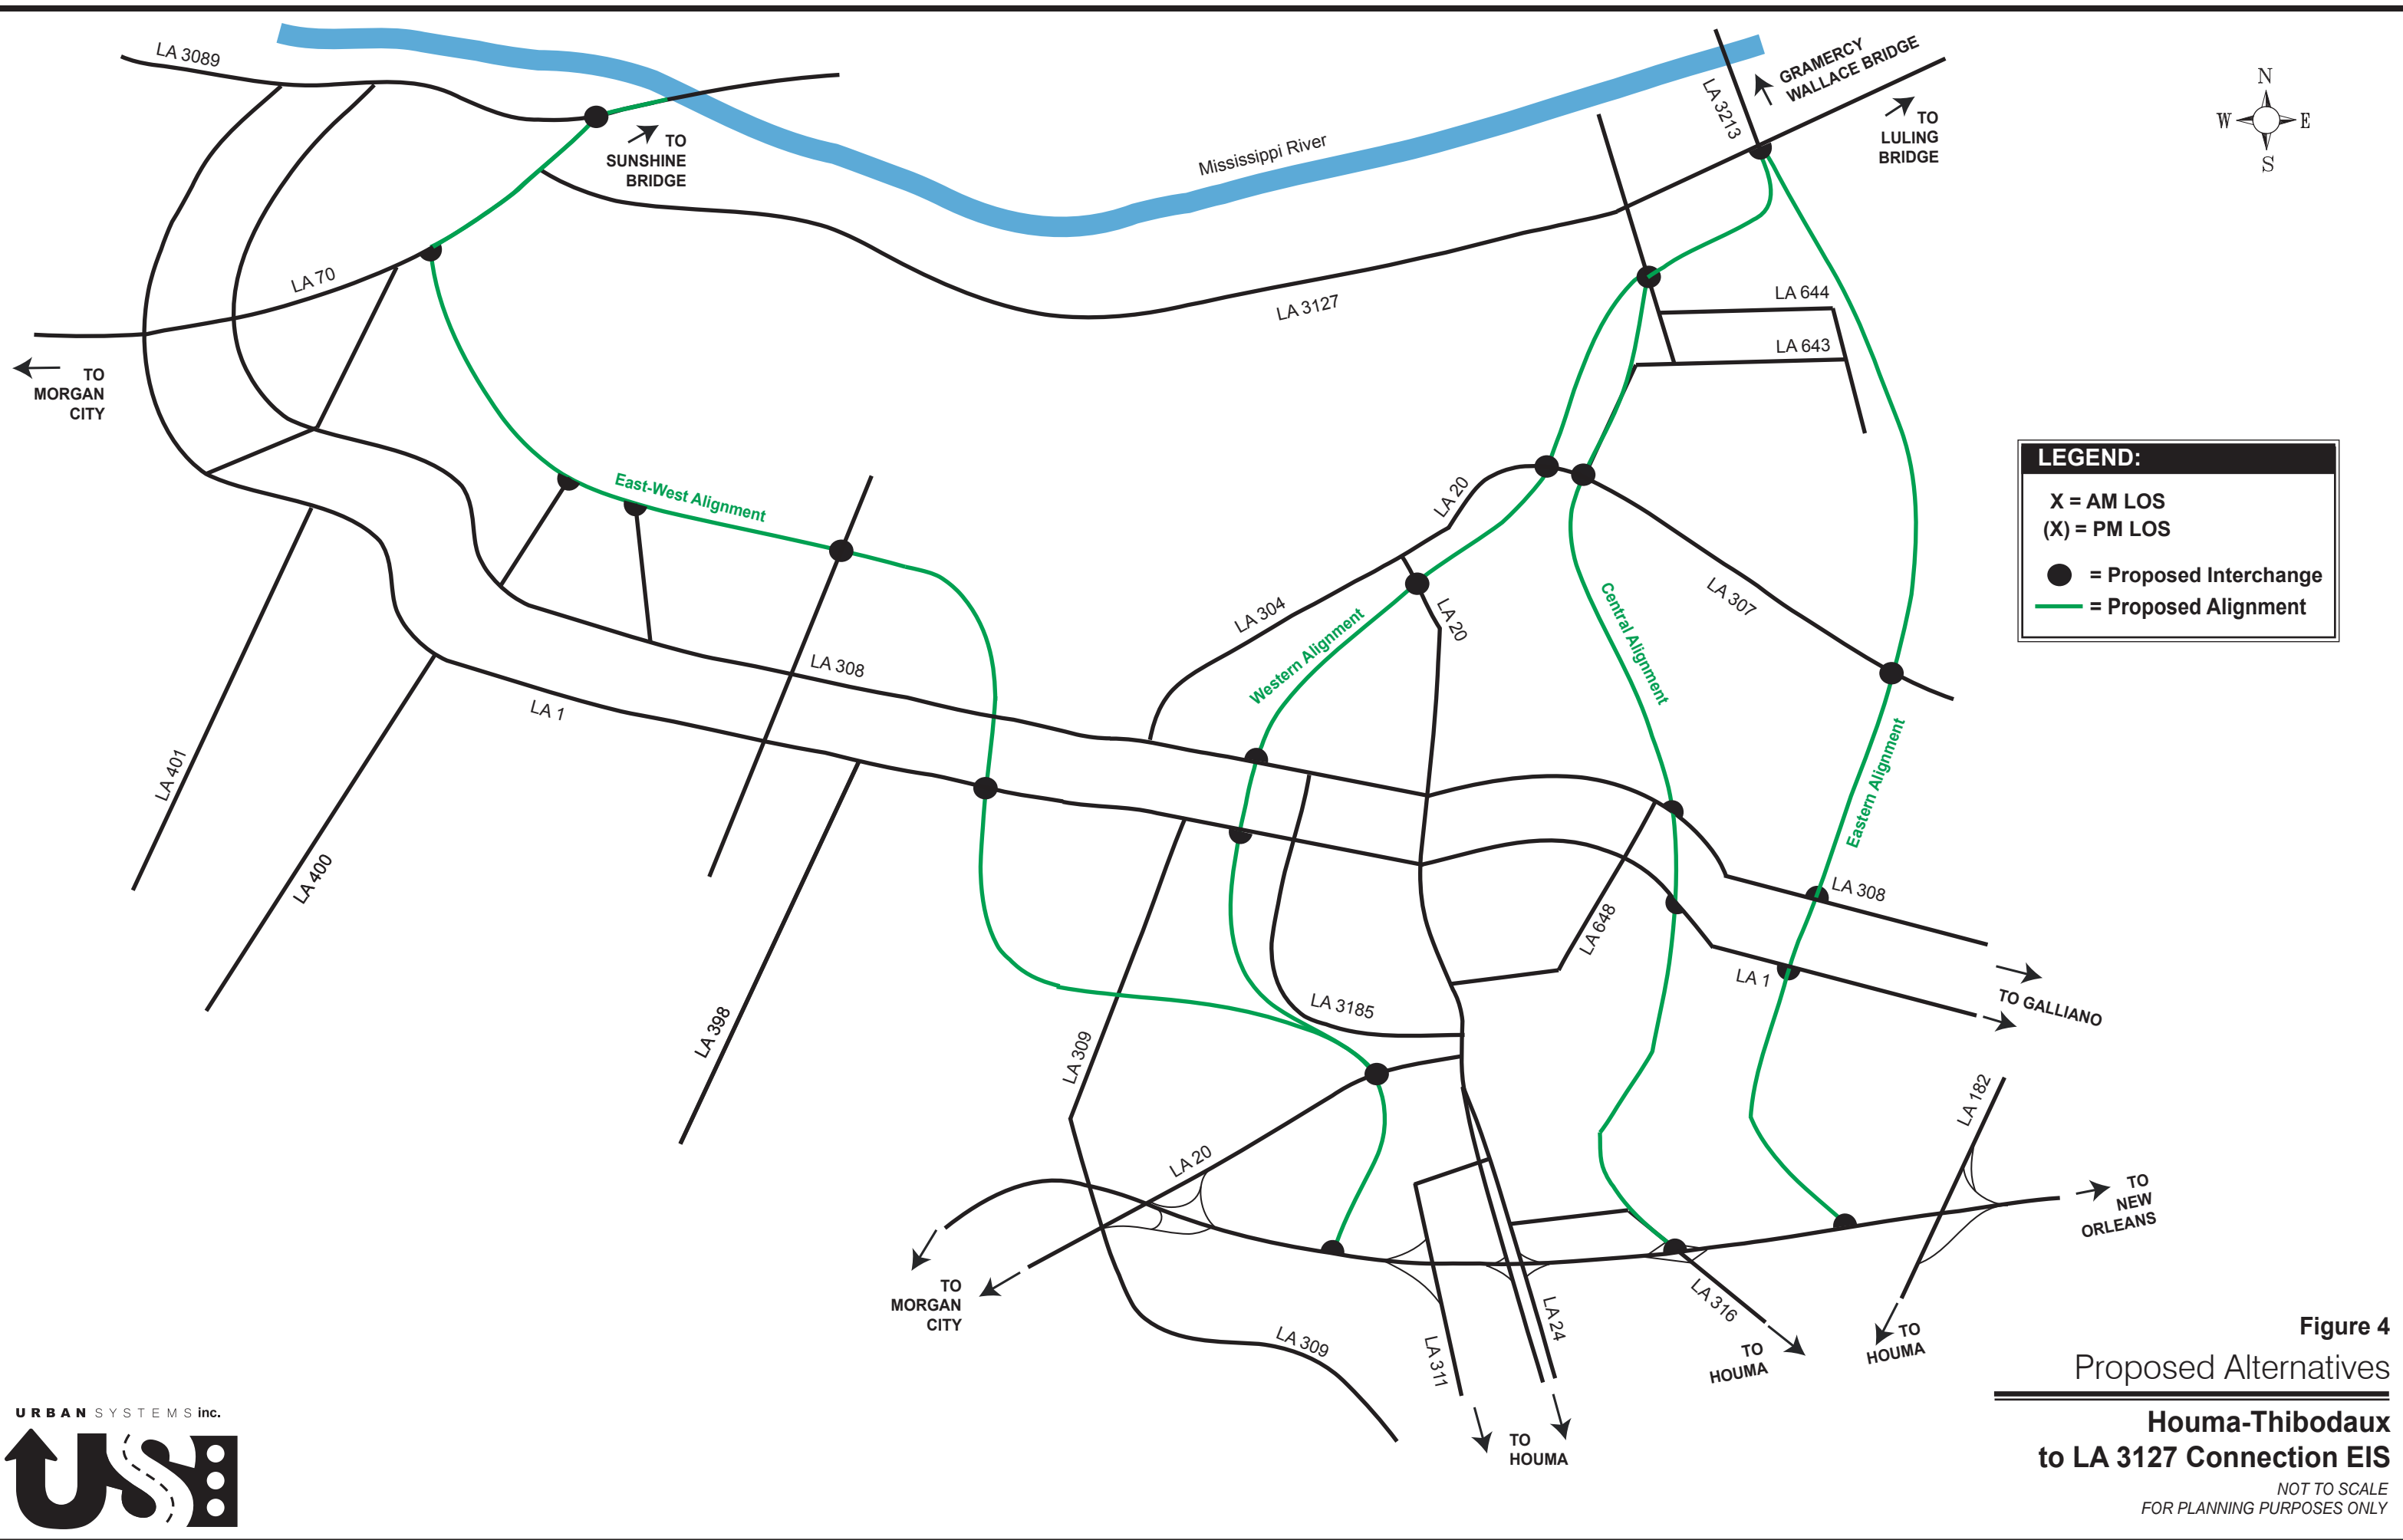 LA 3089
TO
SUNSHINE
BRIDGE
Mississippi River
LA 3213
GRAMERCY
WALLACE BRIDGE
TO
LULING
BRIDGE
N
W
E
S
LA 70
TO
MORGAN
CITY
LA 3127
LA 644
LA 643
LEGEND:
X = AM LOS
(X) = PM LOS
= Proposed Interchange
= Proposed Alignment
East-West Alignment
LA 20
LA 304
LA 20
Western Alignment
Central Alignment
LA 307
Eastern Alignment
LA 308
LA 1
LA 401
LA 400
LA 398
LA 309
LA 3185
LA 648
LA 308
LA 1
TO GALLIANO
LA 182
LA 20
TO
NEW
ORLEANS
TO
MORGAN
CITY
LA 309
LA 311
LA 24
LA 316
TO
HOUMA
TO
HOUMA
TO
HOUMA
Figure 4
Proposed Alternatives
Houma-Thibodaux
to LA 3127 Connection EIS
NOT TO SCALE
FOR PLANNING PURPOSES ONLY
URBAN SYSTEMS inc.
USI